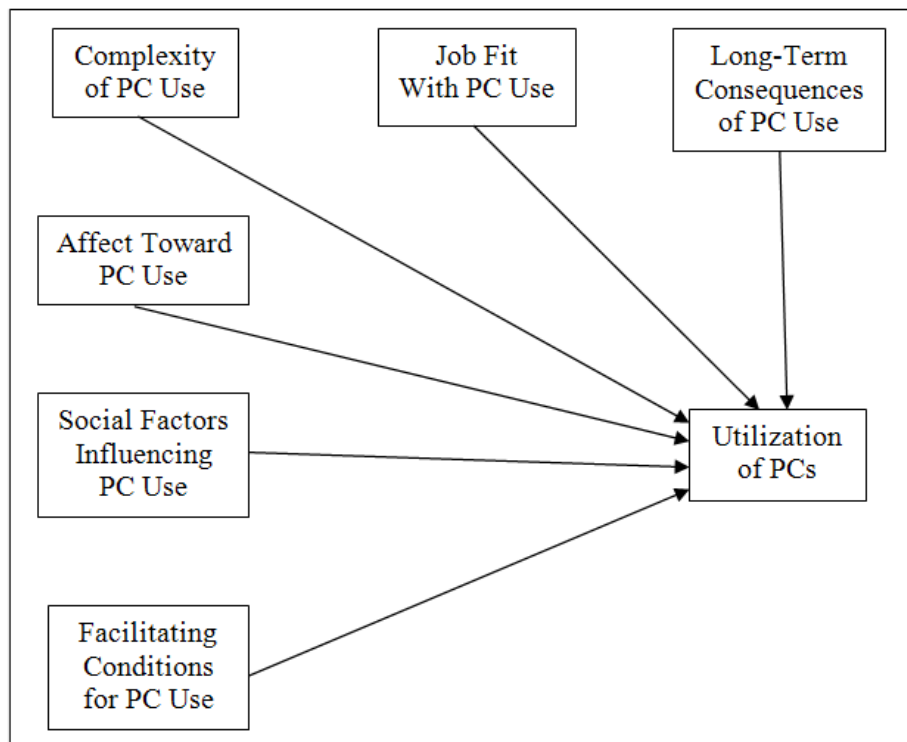 Complexity
of PC Use
Job Fit
With PC Use
Long-Term
Consequences
of PC Use
Affect Toward
PC Use
Social Factors
Influencing
PC Use
Utilization
of PCs
Facilitating
Conditions
for PC Use